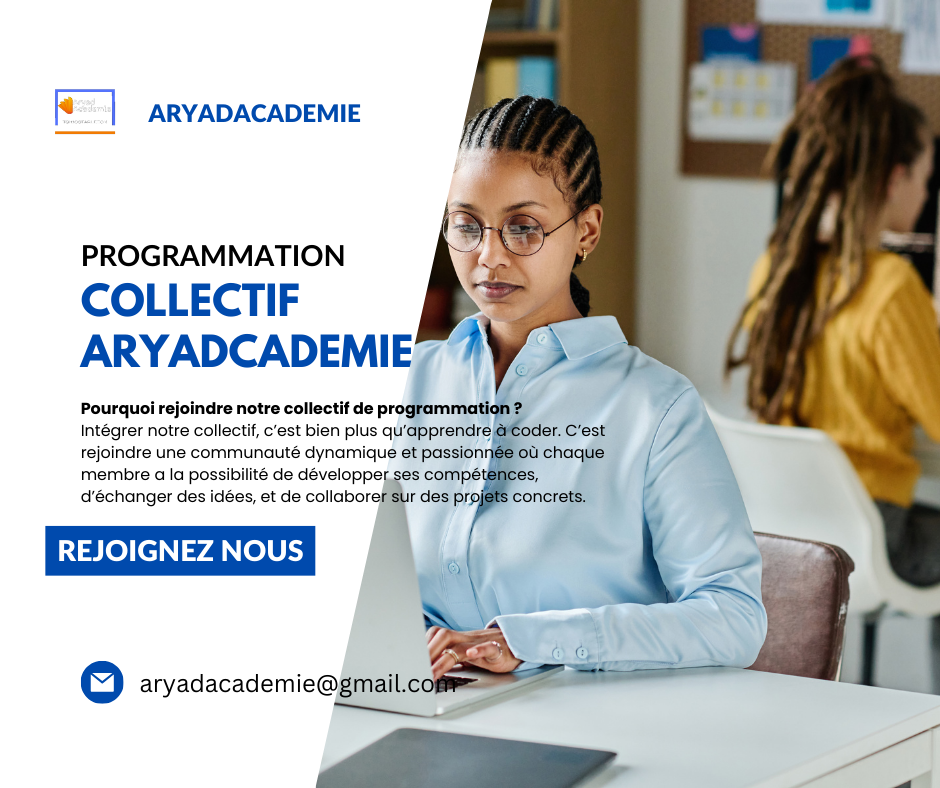 Aryad
académie
ARYADACADEMIE
PROGRAMMATION
COLLECTIF
ARYADCADEMIE
Pourquoi rejoindre notre collectif de programmation ?
Intégrer notre collectif, c’est bien plus qu’apprendre à coder. C’est
rejoindre une communauté dynamique et passionnée où chaque
membre a la possibilité de développer ses compétences,
d’échanger des idées, et de collaborer sur des projets concrets.
REJOIGNEZ NOUS
aryadacademie@gmail.com